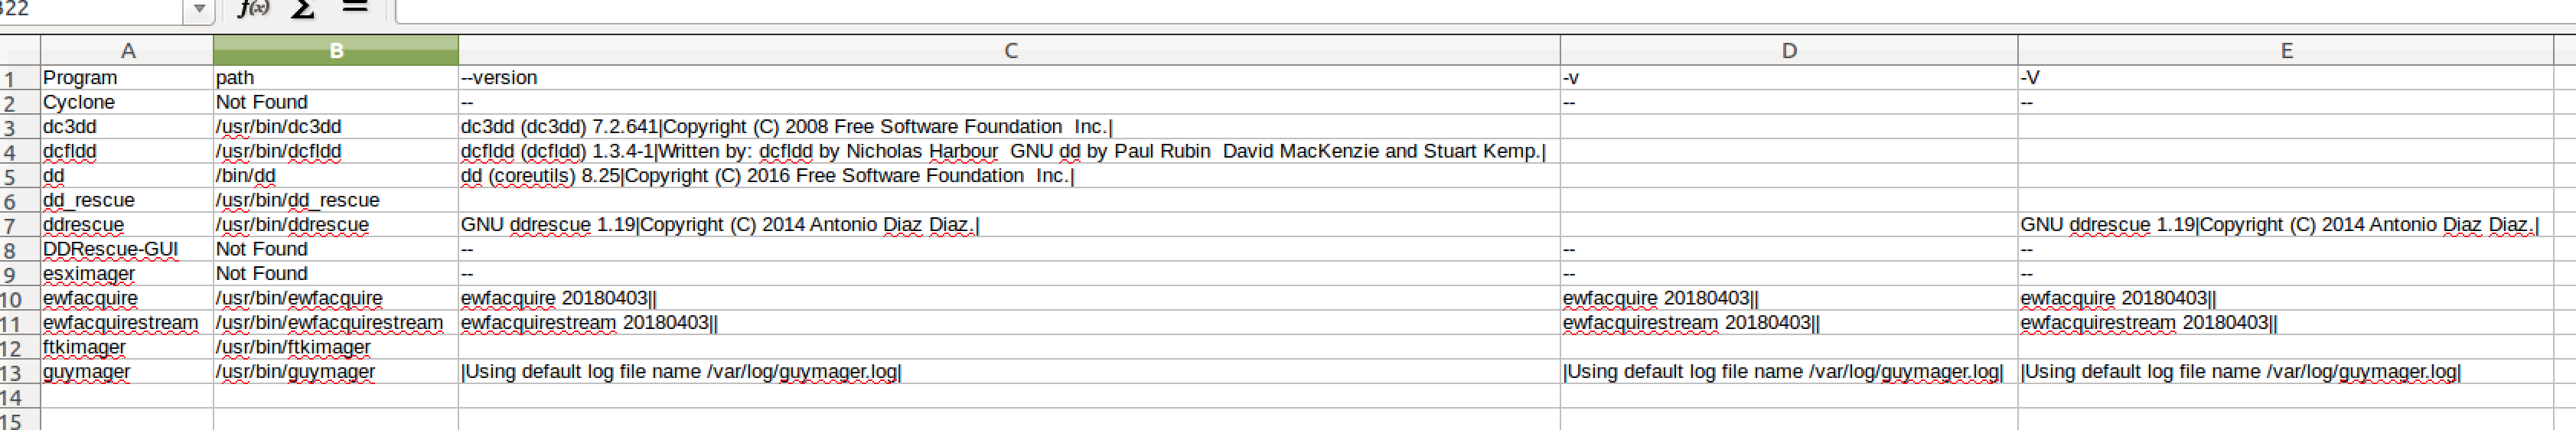 f(x) Σ =
A B C D E
1 Program path --version -v -V
2 Cyclone Not Found -- -- --
3 dc3dd /usr/bin/dc3dd dc3dd (dc3dd) 7.2.641|Copyright (C) 2008 Free Software Foundation  Inc.|
4 dcfldd /usr/bin/dcfldd dcfldd (dcfldd) 1.3.4-1|Written by: dcfldd by Nicholas Harbour  GNU dd by Paul Rubin  David MacKenzie and Stuart Kemp.|
5 dd /bin/dd dd (coreutils) 8.25|Copyright (C) 2016 Free Software Foundation  Inc.|
6 dd_rescue /usr/bin/dd_rescue
7 ddrescue /usr/bin/ddrescue GNU ddrescue 1.19|Copyright (C) 2014 Antonio Diaz Diaz.| GNU ddrescue 1.19|Copyright (C) 2014 Antonio Diaz Diaz.|
8 DDRescue-GUI Not Found -- -- --
9 esximager Not Found -- -- --
10 ewfacquire /usr/bin/ewfacquire ewfacquire 20180403|| ewfacquire 20180403|| ewfacquire 20180403||
11 ewfacquirestream /usr/bin/ewfacquirestream ewfacquirestream 20180403|| ewfacquirestream 20180403|| ewfacquirestream 20180403||
12 ftkimager /usr/bin/ftkimager
13 guymager /usr/bin/guymager |Using default log file name /var/log/guymager.log| |Using default log file name /var/log/guymager.log| |Using default log file name /var/log/guymager.log|
14
15